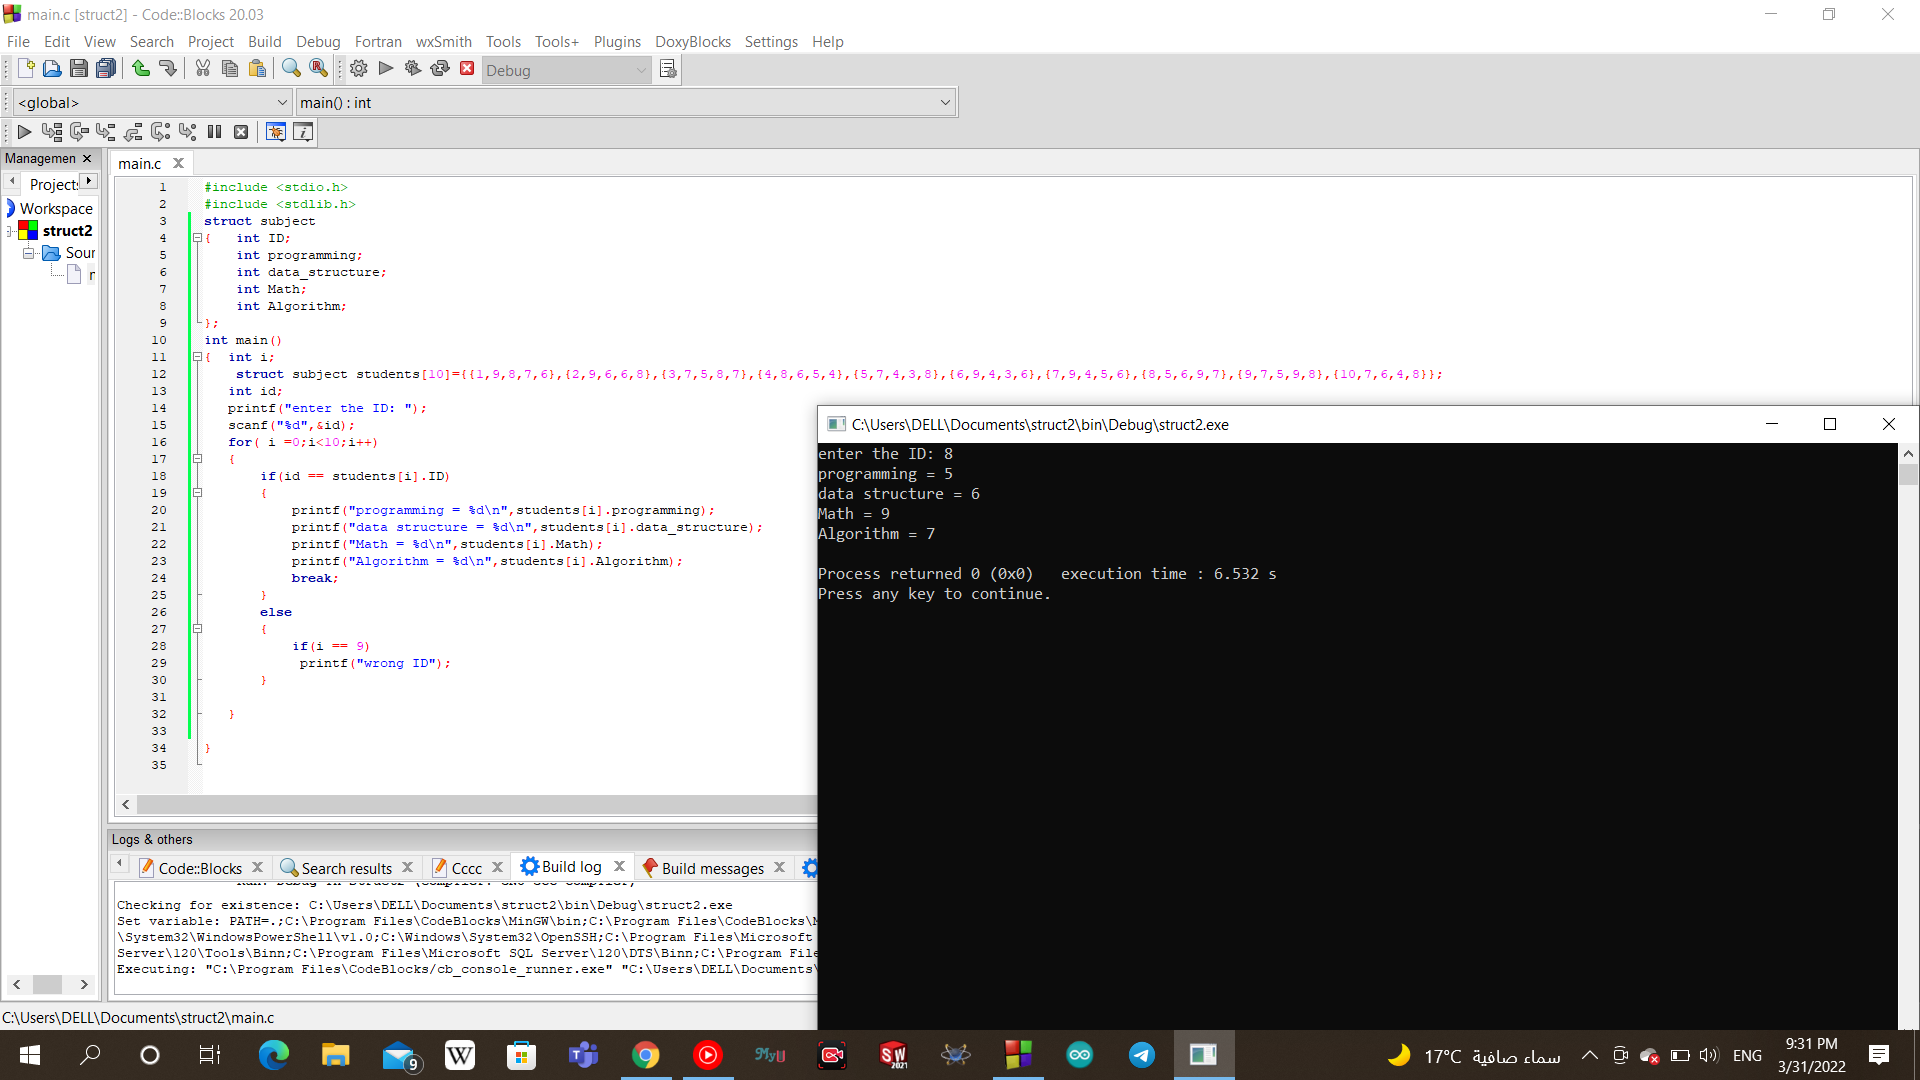 main.c [struct2] - Code::Blocks 20.03
File Edit View Search Project Build Debug Fortran wxSmith Tools Tools+ Plugins DoxyBlocks Settings Help
Debug
<global> main() : int
Managemen
main.c
Projects
Workspace
struct2
Sour
1 #include <stdio.h>
2 #include <stdlib.h>
3 struct subject
4 { int ID;
5 int programming;
6 int data_structure;
7 int Math;
8 int Algorithm;
9 };
10 int main()
11 { int i;
12 struct subject students[10]={{1,9,8,7,6},{2,9,6,6,8},{3,7,5,8,7},{4,8,6,5,4},{5,7,4,3,8},{6,9,4,3,6},{7,9,4,5,6},{8,5,6,9,7},{9,7,5,9,8},{10,7,6,4,8}};
13 int id;
14 printf("enter the ID: ");
15 scanf("%d",&id);
16 for( i =0;i<10;i++)
17 {
18 if(id == students[i].ID)
19 {
20 printf("programming = %d\n",students[i].programming);
21 printf("data structure = %d\n",students[i].data_structure);
22 printf("Math = %d\n",students[i].Math);
23 printf("Algorithm = %d\n",students[i].Algorithm);
24 break;
25 }
26 else
27 {
28 if(i == 9)
29 printf("wrong ID");
30 }
31
32 }
33
34 }
35
C:\Users\DELL\Documents\struct2\bin\Debug\struct2.exe
enter the ID: 8
programming = 5
data structure = 6
Math = 9
Algorithm = 7
Process returned 0 (0x0) execution time : 6.532 s
Press any key to continue.
Logs & others
Code::Blocks Search results Cccc Build log Build messages
Checking for existence: C:\Users\DELL\Documents\struct2\bin\Debug\struct2.exe
Set variable: PATH=.;C:\Program Files\CodeBlocks\MinGW\bin;C:\Program Files\CodeBlocks\M
\System32\WindowsPowerShell\v1.0;C:\Windows\System32\OpenSSH;C:\Program Files\Microsoft
Server\120\Tools\Binn;C:\Program Files\Microsoft SQL Server\120\DTS\Binn;C:\Program File
Executing: "C:\Program Files\CodeBlocks/cb_console_runner.exe" "C:\Users\DELL\Documents\
C:\Users\DELL\Documents\struct2\main.c
9 W MyU SW 2021 17°C سماء صافية ENG 9:31 PM
3/31/2022